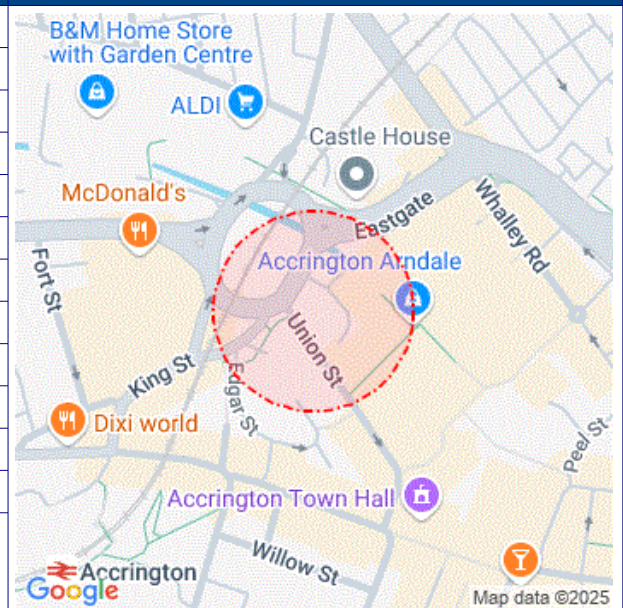 B&M Home Store
with Garden Centre
ALDI
Castle House
McDonald's
Eastgate
Whalley Rd
Accrington Arndale
Fort St
Union St
King St
Edgar St
Dixi world
Peel St
Accrington Town Hall
Willow St
Accrington
Google
Map data ©2025